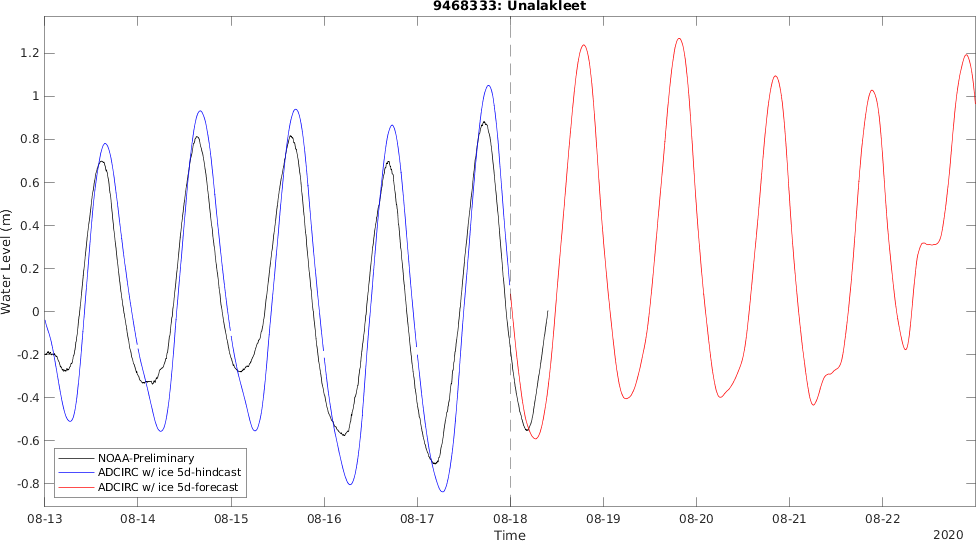 9468333: Unalakleet
Water Level (m)
1.2
1
0.8
0.6
0.4
0.2
0
-0.2
-0.4
-0.6
-0.8
NOAA-Preliminary
ADCIRC w/ ice 5d-hindcast
ADCIRC w/ ice 5d-forecast
08-13 08-14 08-15 08-16 08-17 08-18 08-19 08-20 08-21 08-22
Time
2020